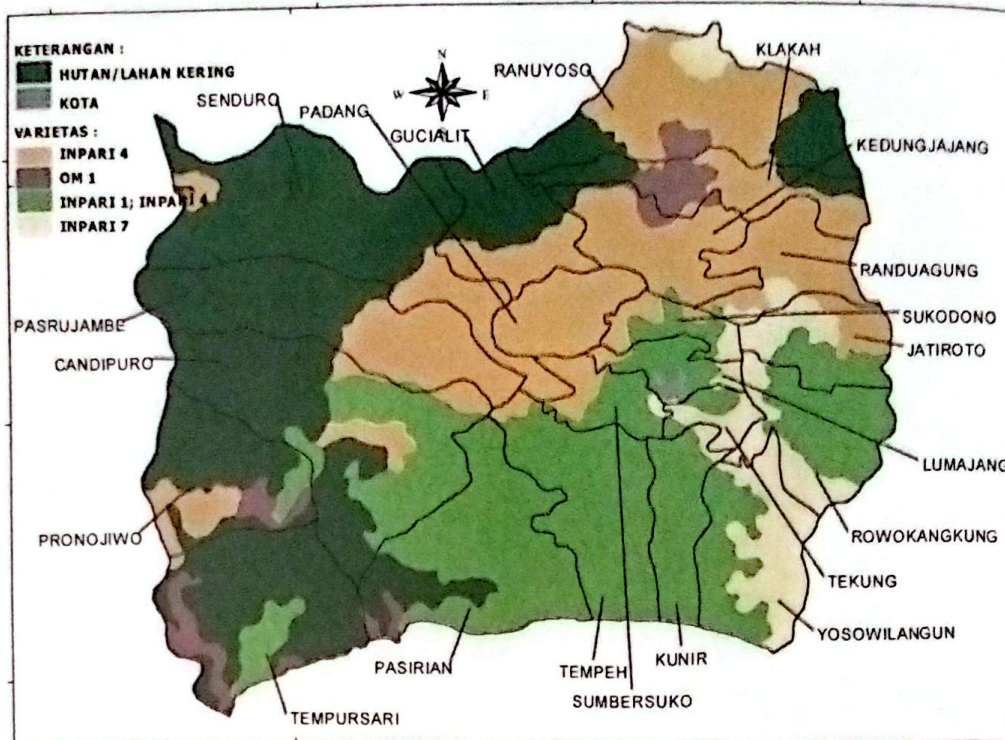 KETERANGAN :
HUTAN/LAHAN KERING
KOTA
VARIETAS :
INPARI 4
OM 1
INPARI 1; INPARI 4
INPARI 7
N
W
E
S
SENDURO
PADANG
GUCIALIT
RANUYOSO
KLAKAH
KEDUNGJAJANG
RANDUAGUNG
SUKODONO
JATIROTO
PASRUJAMBE
CANDIPURO
LUMAJANG
PRONOJIWO
ROWOKANGKUNG
TEKUNG
YOSOWILANGUN
PASIRIAN
TEMPEH
KUNIR
SUMBERSUKO
TEMPURSARI